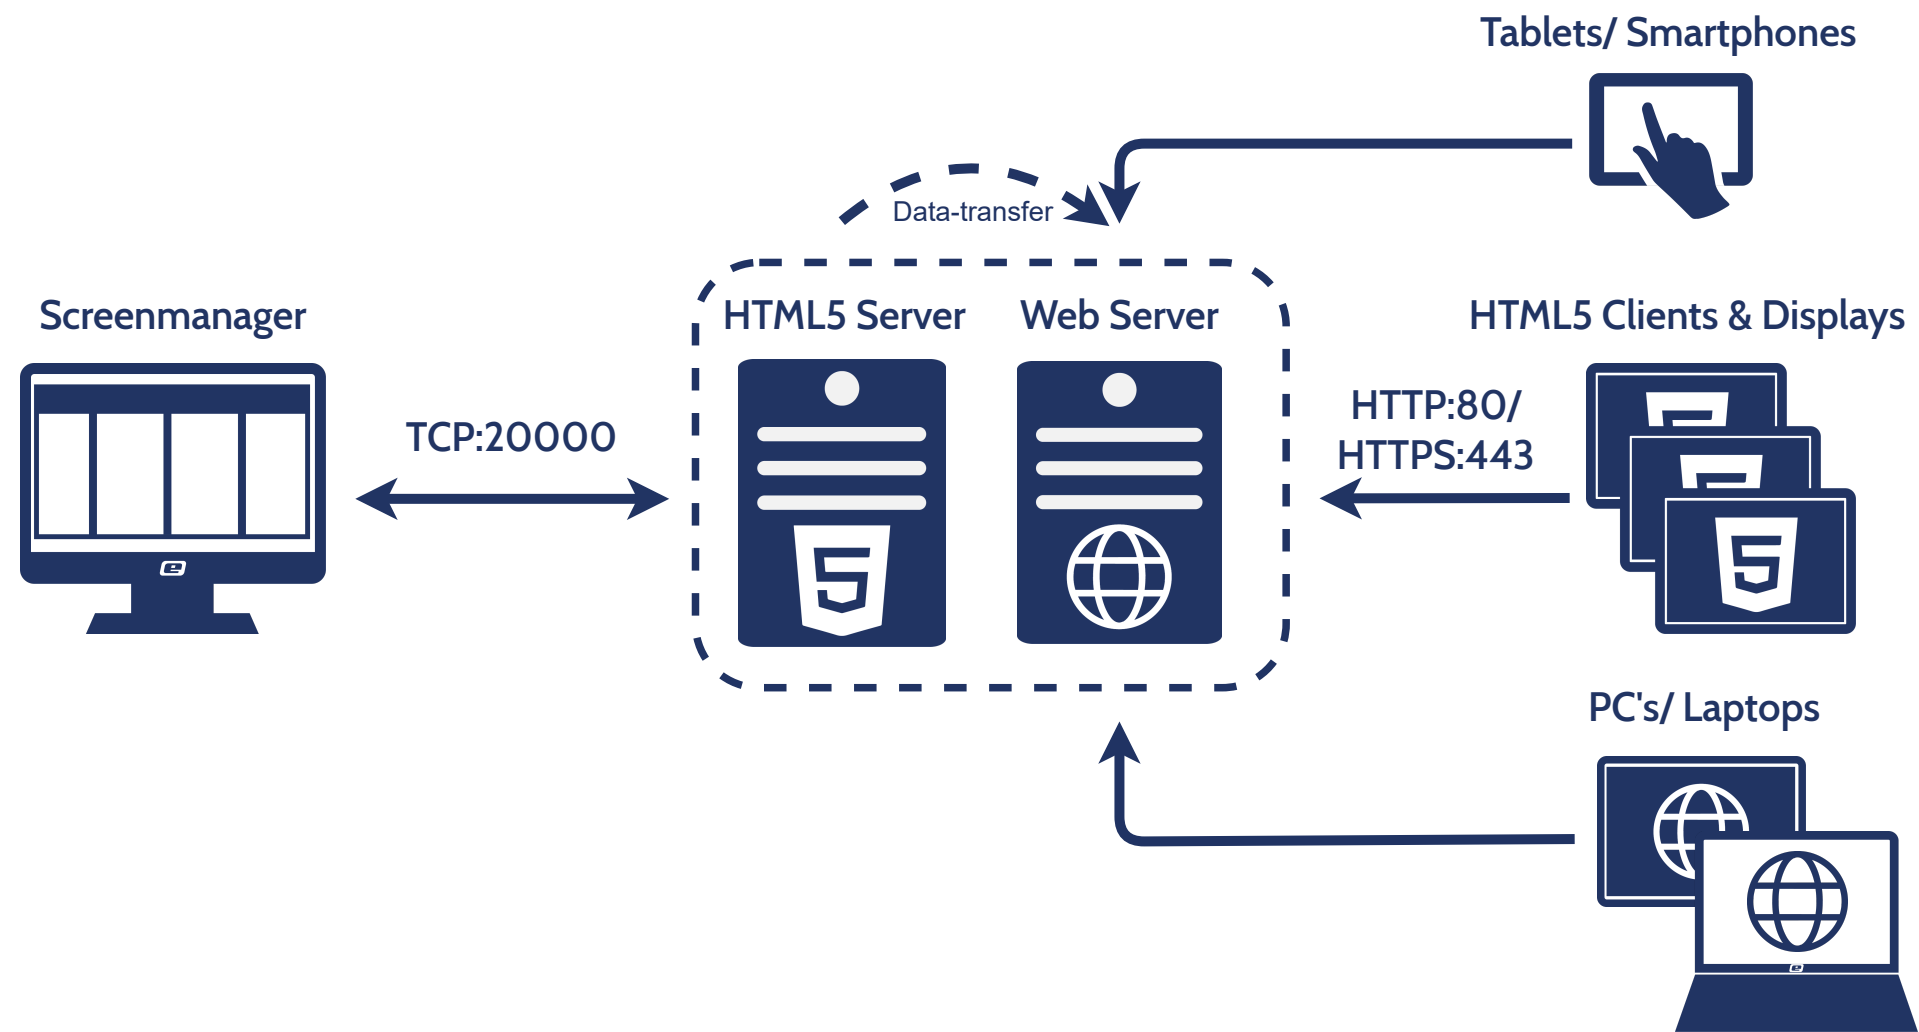 Tablets/ Smartphones
Data-transfer
Screenmanager
HTML5 Server
Web Server
HTML5 Clients & Displays
TCP:20000
HTTP:80/
HTTPS:443
PC's/ Laptops